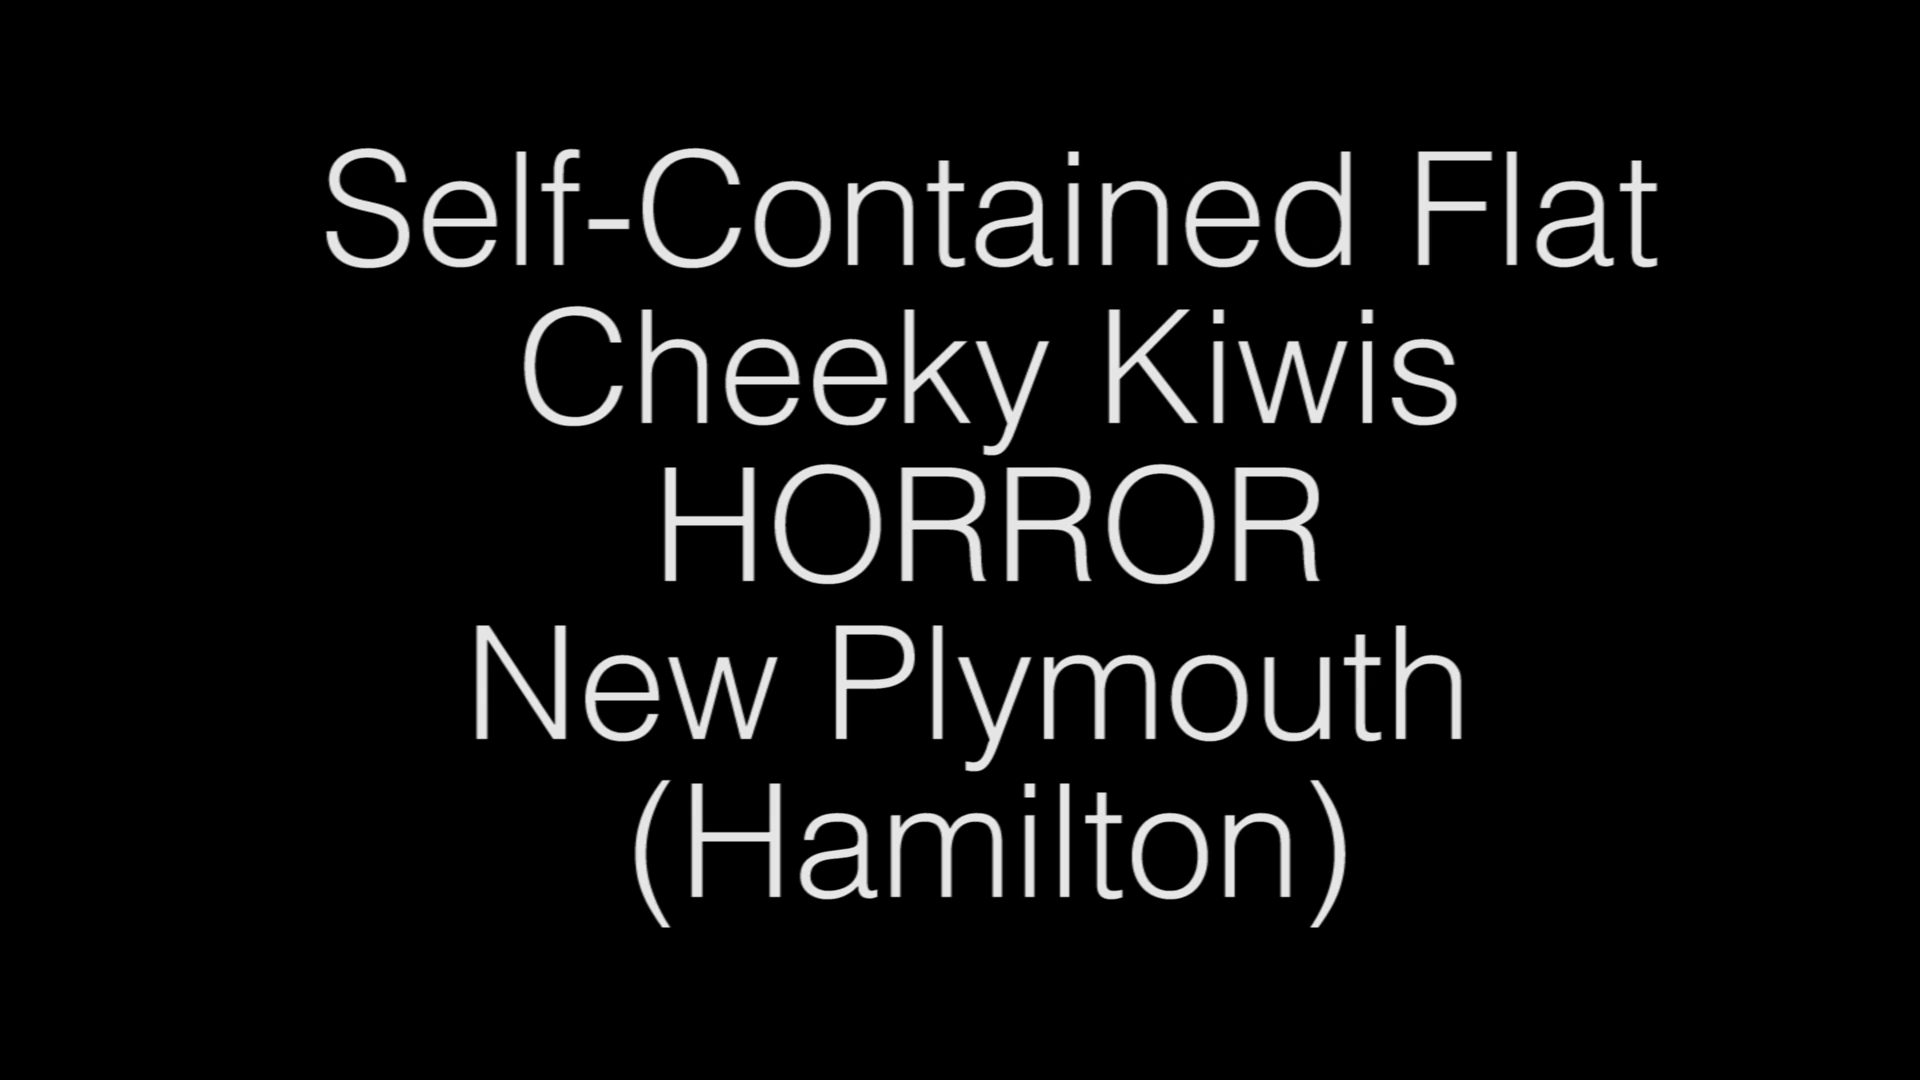 Self-Contained Flat
Cheeky Kiwis
HORROR
New Plymouth
(Hamilton)